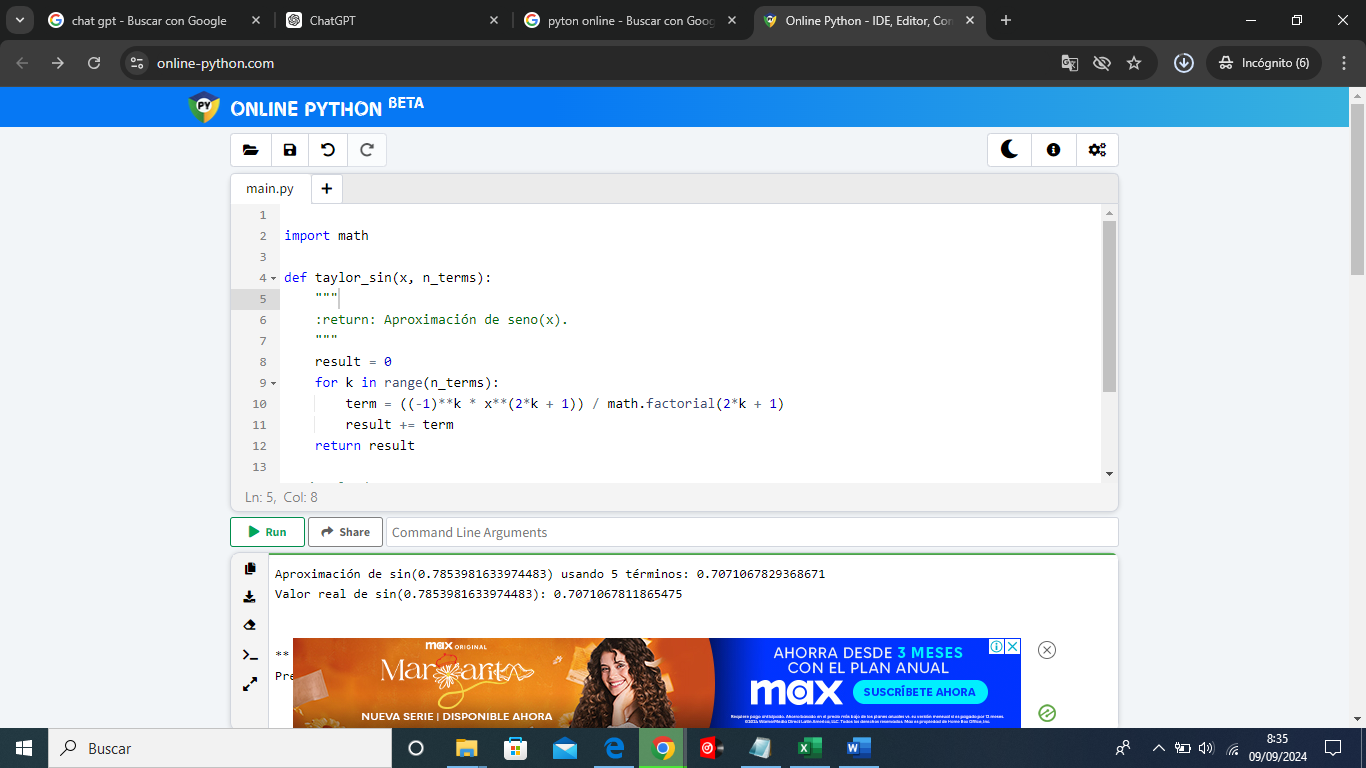 chat gpt - Buscar con Google
ChatGPT
pyton online - Buscar con Goog
Online Python - IDE, Editor, Con
online-python.com
Incógnito (6)
PY ONLINE PYTHON BETA
main.py
1
2 import math
3
4 def taylor_sin(x, n_terms):
5 """
6 :return: Aproximación de seno(x).
7 """
8 result = 0
9 for k in range(n_terms):
10 term = ((-1)**k * x**(2*k + 1)) / math.factorial(2*k + 1)
11 result += term
12 return result
13
Ln: 5, Col: 8
Run
Share
Command Line Arguments
Aproximación de sin(0.7853981633974483) usando 5 términos: 0.7071067829368671
Valor real de sin(0.7853981633974483): 0.7071067811865475
**
Pre
max ORIGINAL
Margarita
NUEVA SERIE | DISPONIBLE AHORA
AHORRA DESDE 3 MESES
CON EL PLAN ANUAL
max
SUSCRÍBETE AHORA
Buscar
8:35
09/09/2024